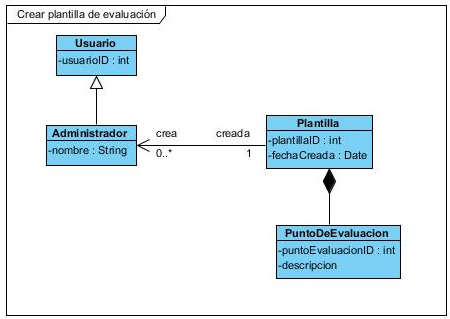 Crear plantilla de evaluación
Usuario
-usuarioID : int
Administrador
-nombre : String
crea
creada
0..*
1
Plantilla
-plantillaID : int
-fechaCreada : Date
PuntoDeEvaluacion
-puntoEvaluacionID : int
-descripcion